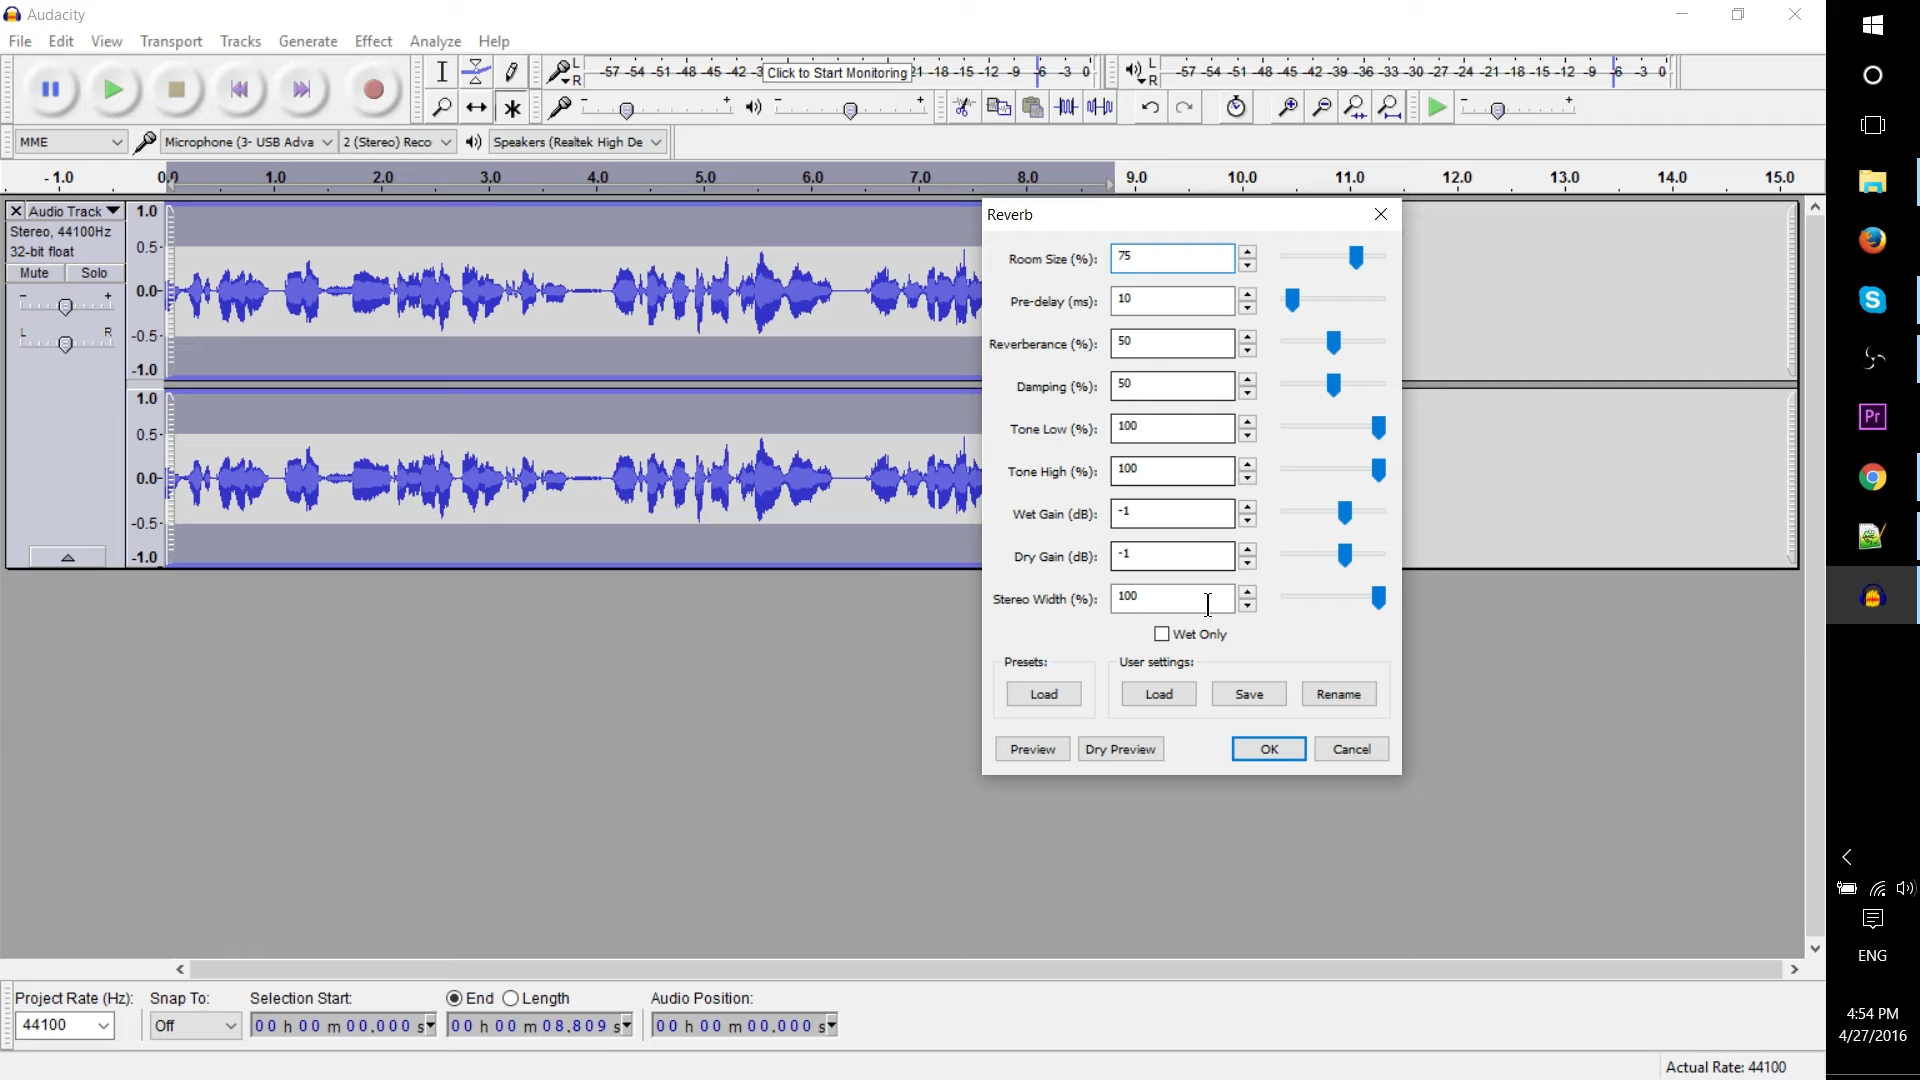 Audacity
File Edit View Transport Tracks Generate Effect Analyze Help
L R -57 -54 -51 -48 -45 -42 -3 Click to Start Monitoring 21 -18 -15 -12 -9 -6 -3 0 L R -57 -54 -51 -48 -45 -42 -39 -36 -33 -30 -27 -24 -21 -18 -15 -12 -9 -6 -3 0
- + - + - +
MME Microphone (3- USB Adva 2 (Stereo) Reco Speakers (Realtek High De
-1.0 0.0 1.0 2.0 3.0 4.0 5.0 6.0 7.0 8.0 9.0 10.0 11.0 12.0 13.0 14.0 15.0
Audio Track
Stereo, 44100Hz
32-bit float
Mute Solo
- +
L R
1.0
0.5-
0.0-
-0.5-
-1.0
1.0
0.5-
0.0-
-0.5-
-1.0
Reverb
Room Size (%): 75
Pre-delay (ms): 10
Reverberance (%): 50
Damping (%): 50
Tone Low (%): 100
Tone High (%): 100
Wet Gain (dB): -1
Dry Gain (dB): -1
Stereo Width (%): 100
Wet Only
Presets: User settings:
Load Load Save Rename
Preview Dry Preview OK Cancel
S
Pr
ENG
4:54 PM
4/27/2016
Project Rate (Hz): Snap To: Selection Start: End Length Audio Position:
44100 Off 00 h 00 m 00.000 s 00 h 00 m 08.809 s 00 h 00 m 00.000 s
Actual Rate: 44100